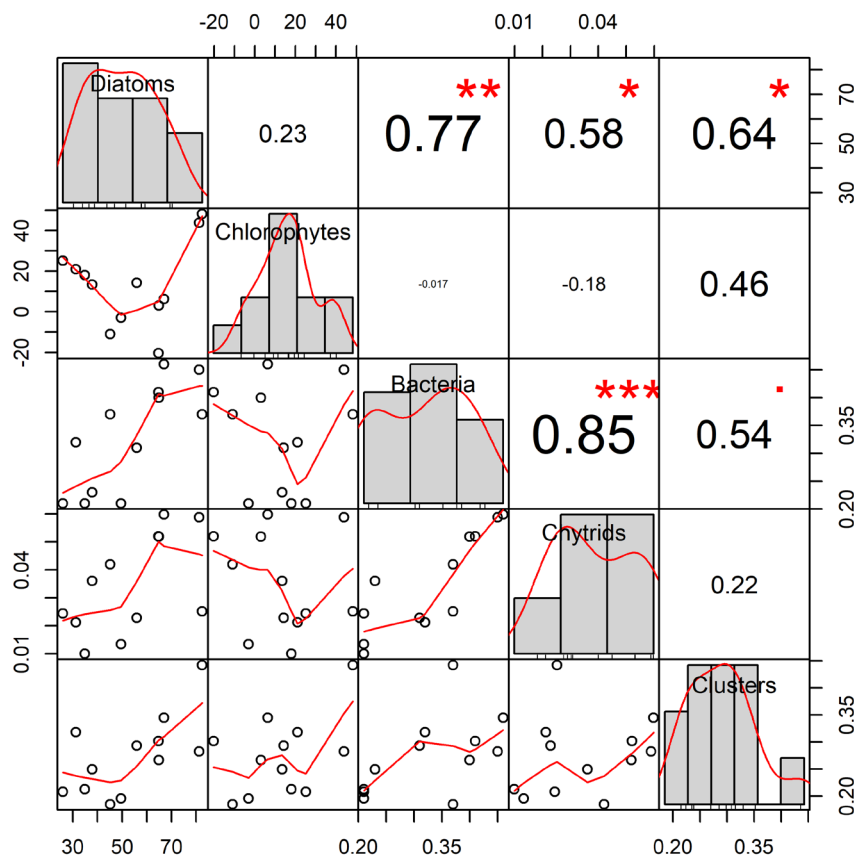 -20 0 20 40 0.01 0.04
Diatoms 0.23 0.77 ** 0.58 * 0.64 * 30 50 70
-20 0 20 40 Chlorophytes -0.017 -0.18 0.46
Bacteria 0.85 *** 0.54 . 0.20 0.35
0.01 0.04 Chytrids 0.22
Clusters 0.20 0.35
30 50 70 0.20 0.35 0.20 0.35